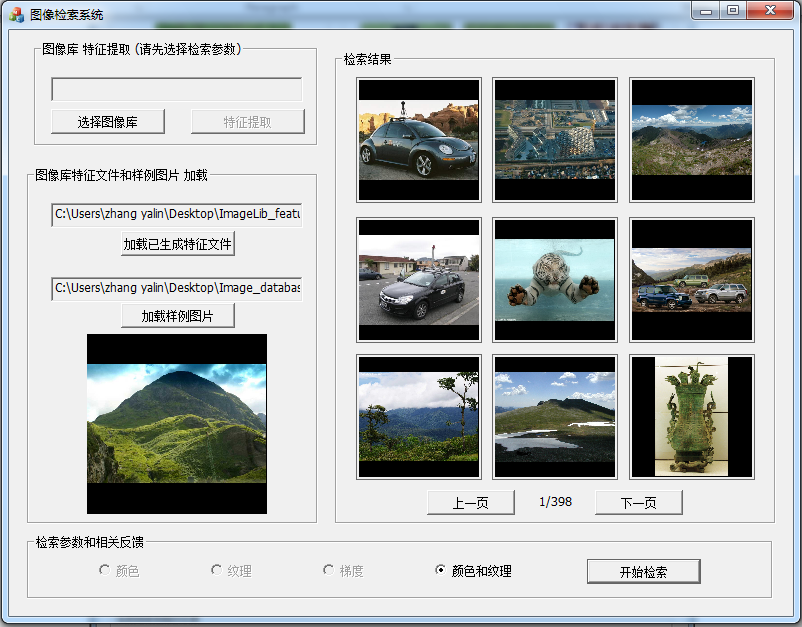 图像检索系统
图像库 特征提取 (请先选择检索参数)
选择图像库
特征提取
图像库特征文件和样例图片 加载
C:\Users\zhang yalin\Desktop\ImageLib_featu
加载已生成特征文件
C:\Users\zhang yalin\Desktop\Image_databas
加载样例图片
检索结果
上一页
1/398
下一页
检索参数和相关反馈
颜色
纹理
梯度
颜色和纹理
开始检索